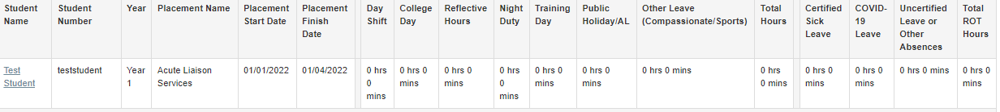 Student Name | Student Number | Year | Placement Name | Placement Start Date | Placement Finish Date | Day Shift | College Day | Reflective Hours | Night Duty | Training Day | Public Holiday/AL | Other Leave (Compassionate/Sports) | Total Hours | Certified Sick Leave | COVID-19 Leave | Uncertified Leave or Other Absences | Total ROT Hours
Test Student | teststudent | Year 1 | Acute Liaison Services | 01/01/2022 | 01/04/2022 | 0 hrs 0 mins | 0 hrs 0 mins | 0 hrs 0 mins | 0 hrs 0 mins | 0 hrs 0 mins | 0 hrs 0 mins | 0 hrs 0 mins | 0 hrs 0 mins | 0 hrs 0 mins | 0 hrs 0 mins | 0 hrs 0 mins | 0 hrs 0 mins